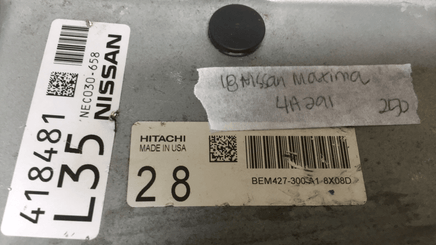 418481
L35
NEC030-658
NISSAN
18 Nissan Maxima
4A291
250
HITACHI
MADE IN USA
28
BEM427-300-A1-8X08D